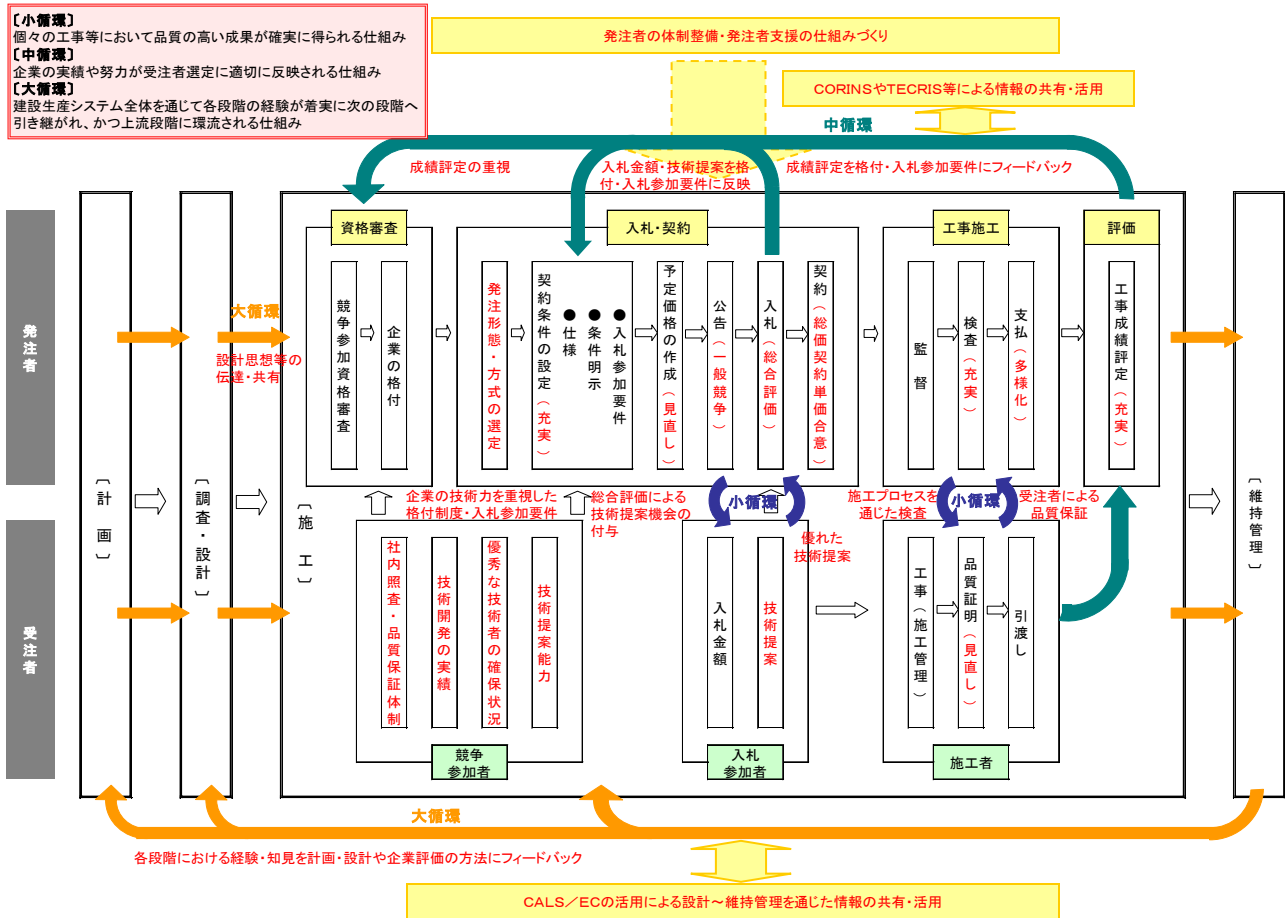 〔小循環〕
個々の工事等において品質の高い成果が確実に得られる仕組み
〔中循環〕
企業の実績や努力が受注者選定に適切に反映される仕組み
〔大循環〕
建設生産システム全体を通じて各段階の経験が着実に次の段階へ
引き継がれ、かつ上流段階に環流される仕組み
発注者の体制整備・発注者支援の仕組みづくり
CORINSやTECRIS等による情報の共有・活用
中循環
成績評定の重視
入札金額・技術提案を格
付・入札参加要件に反映
成績評定を格付・入札参加要件にフィードバック
発注者
受注者
〔計画〕
〔調査・設計〕
〔施工〕
〔維持管理〕
大循環
設計思想等の
伝達・共有
資格審査
競争参加資格審査
企業の格付
入札・契約
発注形態・方式の選定
契約条件の設定(充実)
●仕様
●条件明示
●入札参加要件
予定価格の作成(見直し)
公告(一般競争)
入札(総合評価)
契約(総価契約単価合意)
工事施工
監督
検査(充実)
支払(多様化)
評価
工事成績評定(充実)
企業の技術力を重視した
格付制度・入札参加要件
総合評価による
技術提案機会の
付与
小循環
優れた
技術提案
施工プロセスを
通じた検査
小循環
受注者による
品質保証
社内照査・品質保証体制
技術開発の実績
優秀な技術者の確保状況
技術提案能力
競争
参加者
入札金額
技術提案
入札
参加者
工事(施工管理)
品質証明(見直し)
引渡し
施工者
大循環
各段階における経験・知見を計画・設計や企業評価の方法にフィードバック
CALS/ECの活用による設計~維持管理を通じた情報の共有・活用